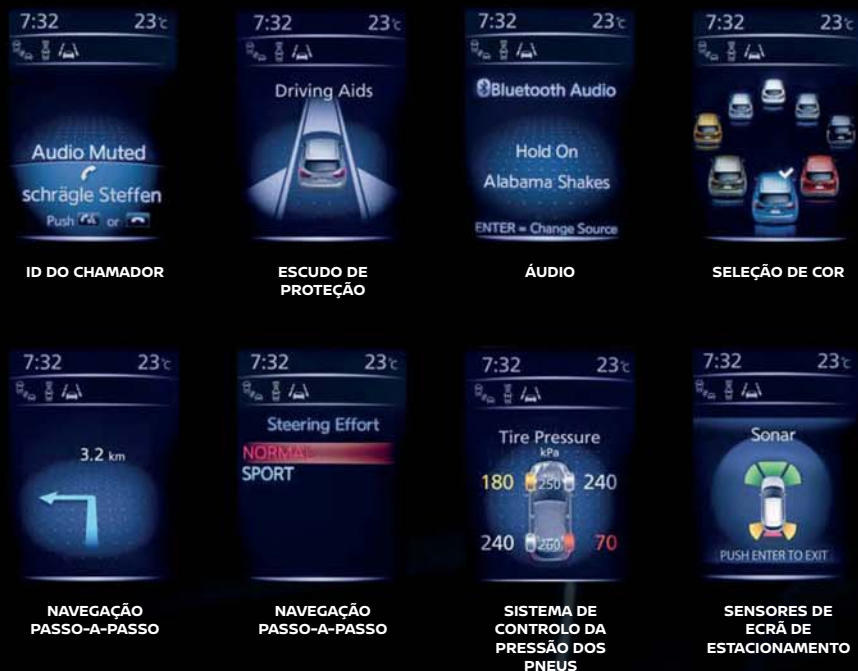 7:32 23°c
Audio Muted
schrägle Steffen
Push or
ID DO CHAMADOR
7:32 23°c
Driving Aids
ESCUDO DE
PROTEÇÃO
7:32 23°c
Bluetooth Audio
Hold On
Alabama Shakes
ENTER = Change Source
ÁUDIO
7:32 23°c
SELEÇÃO DE COR
7:32 23°c
3.2 km
NAVEGAÇÃO
PASSO-A-PASSO
7:32 23°c
Steering Effort
NORMAL
SPORT
NAVEGAÇÃO
PASSO-A-PASSO
7:32 23°c
Tire Pressure
kPa
180 250 240
240 260 70
SISTEMA DE
CONTROLO DA
PRESSÃO DOS
PNEUS
7:32 23°c
Sonar
PUSH ENTER TO EXIT
SENSORES DE
ECRÃ DE
ESTACIONAMENTO